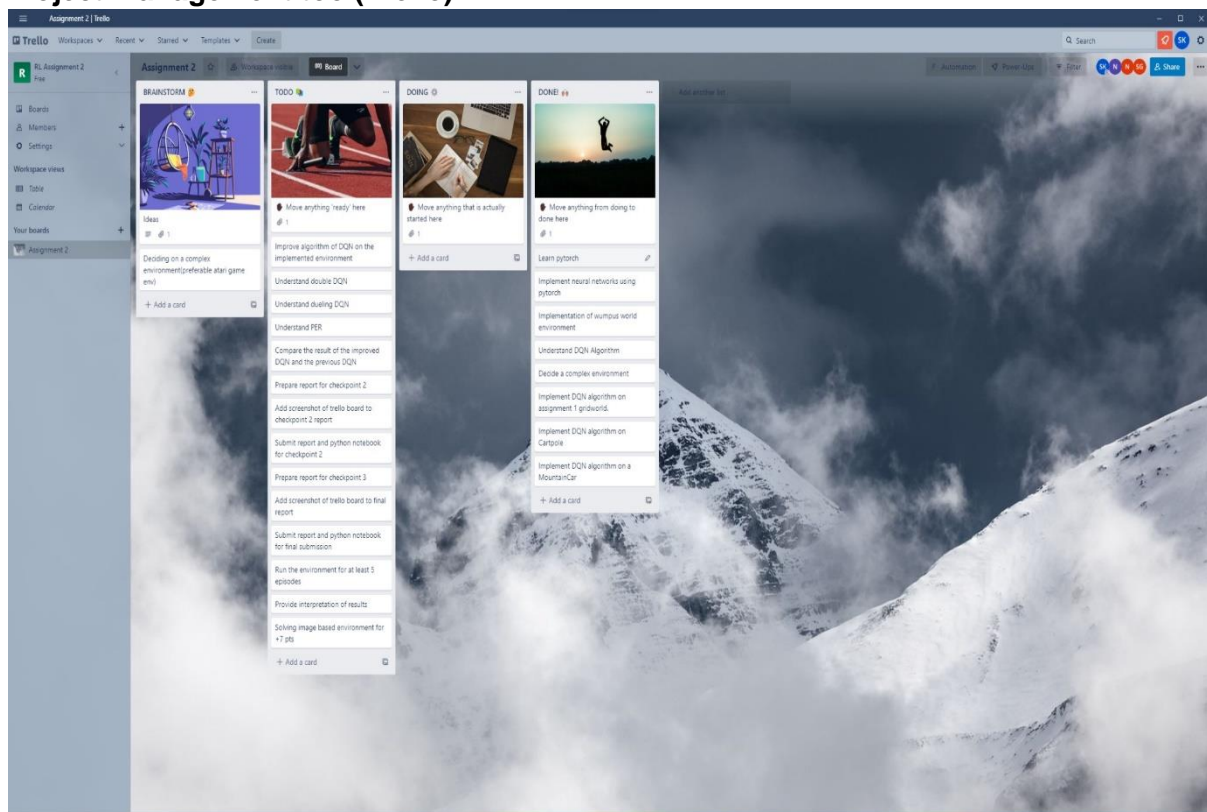 Assignment 2 | Trello
Trello Workspaces Recent Starred Templates Create Search SK
R RL Assignment 2
Free
Assignment 2 Workspace visible Board Automation Power-Ups Filter SK N N SG Share
Boards
Members
Settings
Workspace views
Table
Calendar
Your boards
Assignment 2
BRAINSTORM
Ideas
1
Deciding on a complex
environment(preferable atari game
env)
+ Add a card
TODO
Move anything 'ready' here
1
Improve algorithm of DQN on the
implemented environment
Understand double DQN
Understand dueling DQN
Understand PER
Compare the result of the improved
DQN and the previous DQN
Prepare report for checkpoint 2
Add screenshot of trello board to
checkpoint 2 report
Submit report and python notebook
for checkpoint 2
Prepare report for checkpoint 3
Add screenshot of trello board to final
report
Submit report and python notebook
for final submission
Run the environment for at least 5
episodes
Provide interpretation of results
Solving image based environment for
+7 pts
+ Add a card
DOING
Move anything that is actually
started here
1
+ Add a card
DONE!
Move anything from doing to
done here
1
Learn pytorch
Implement neural networks using
pytorch
Implementation of wumpus world
environment
Understand DQN Algorithm
Decide a complex environment
Implement DQN algorithm on
assignment 1 gridworld.
Implement DQN algorithm on
Cartpole
Implement DQN algorithm on a
MountainCar
+ Add a card
Add another list